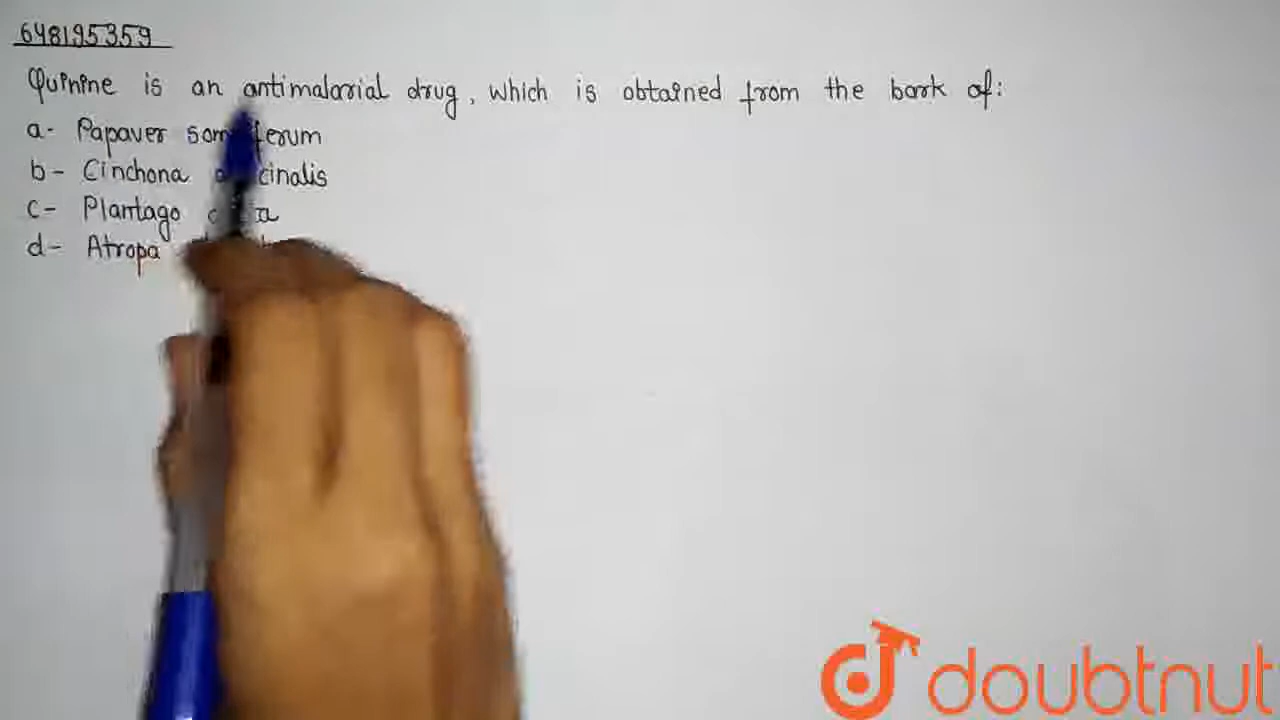 648195359
Quinine is an antimalarial drug, which is obtained from the bark of:
a- Papaver
b- Cinchona
c- Plantago
d- Atropa
doubtnut